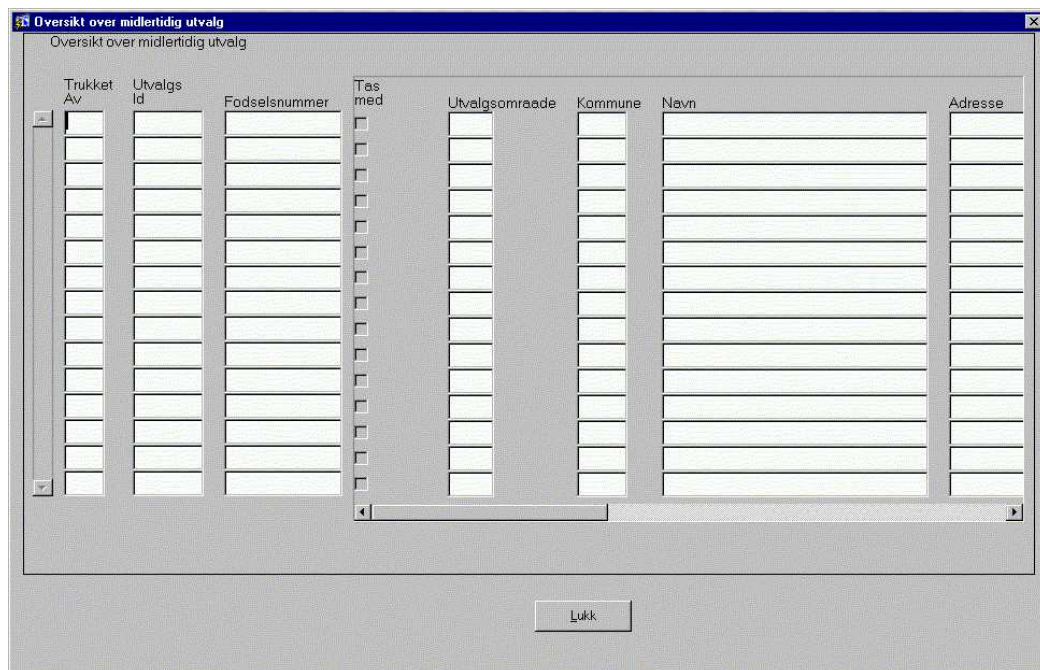 Oversikt over midlertidig utvalg
Oversikt over midlertidig utvalg
Trukket
Av
Utvalgs
Id
Fodselsnummer
Tas
med
Utvalgsomraade
Kommune
Navn
Adresse
Lukk